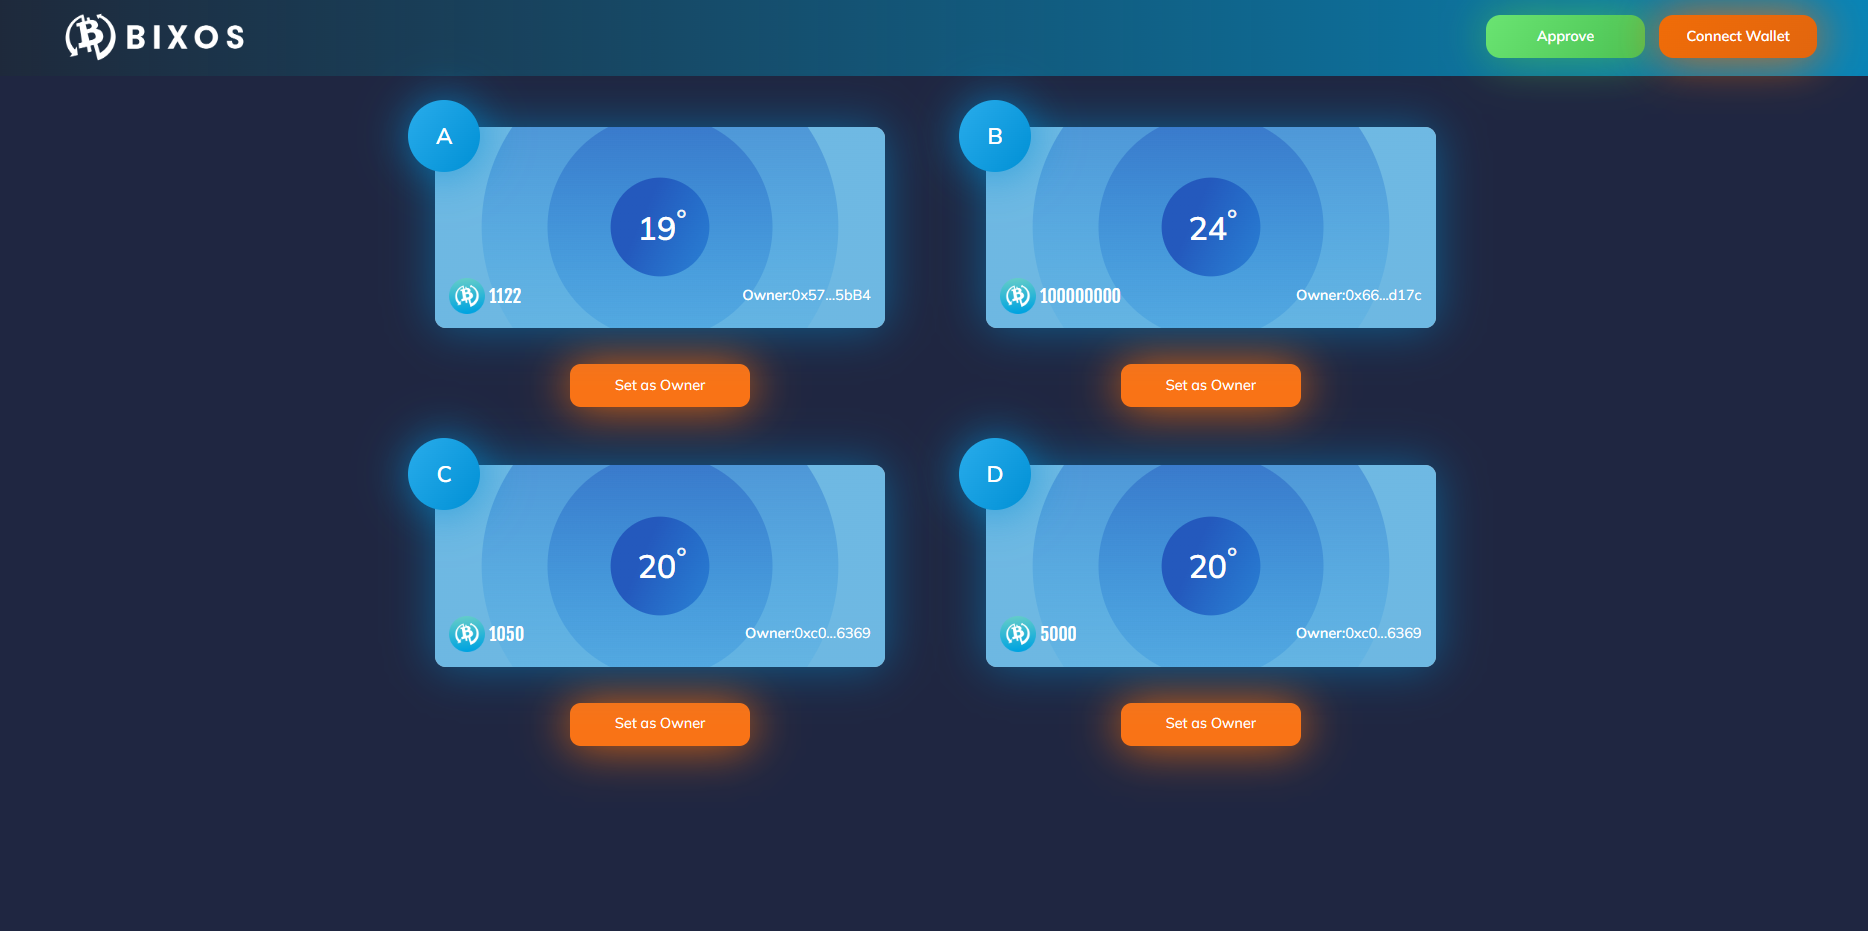 BIXOS
Approve
Connect Wallet
A
19°
1122
Owner:0x57...5bB4
Set as Owner
B
24°
100000000
Owner:0x66...d17c
Set as Owner
C
20°
1050
Owner:0xc0...6369
Set as Owner
D
20°
5000
Owner:0xc0...6369
Set as Owner